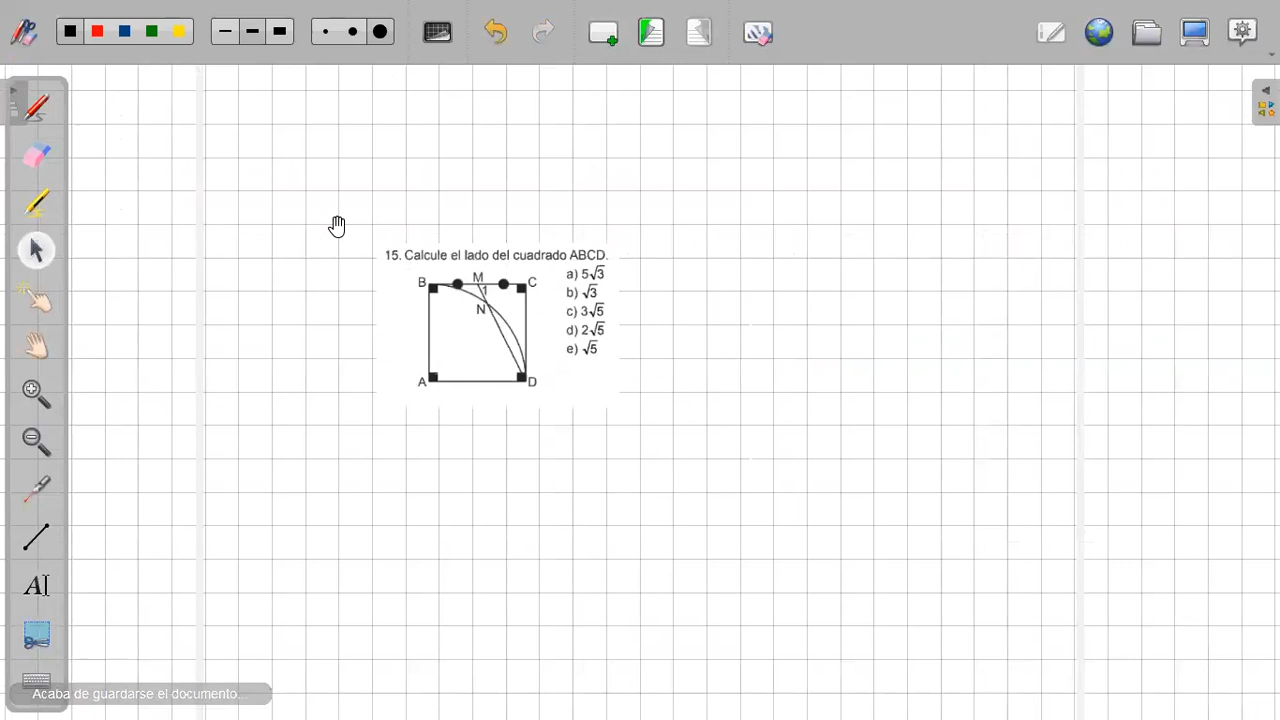 15. Calcule el lado del cuadrado ABCD.
a) 5√3
b) √3
c) 3√5
d) 2√5
e) √5
B M C
1
N
A D
Acaba de guardarse el documento...